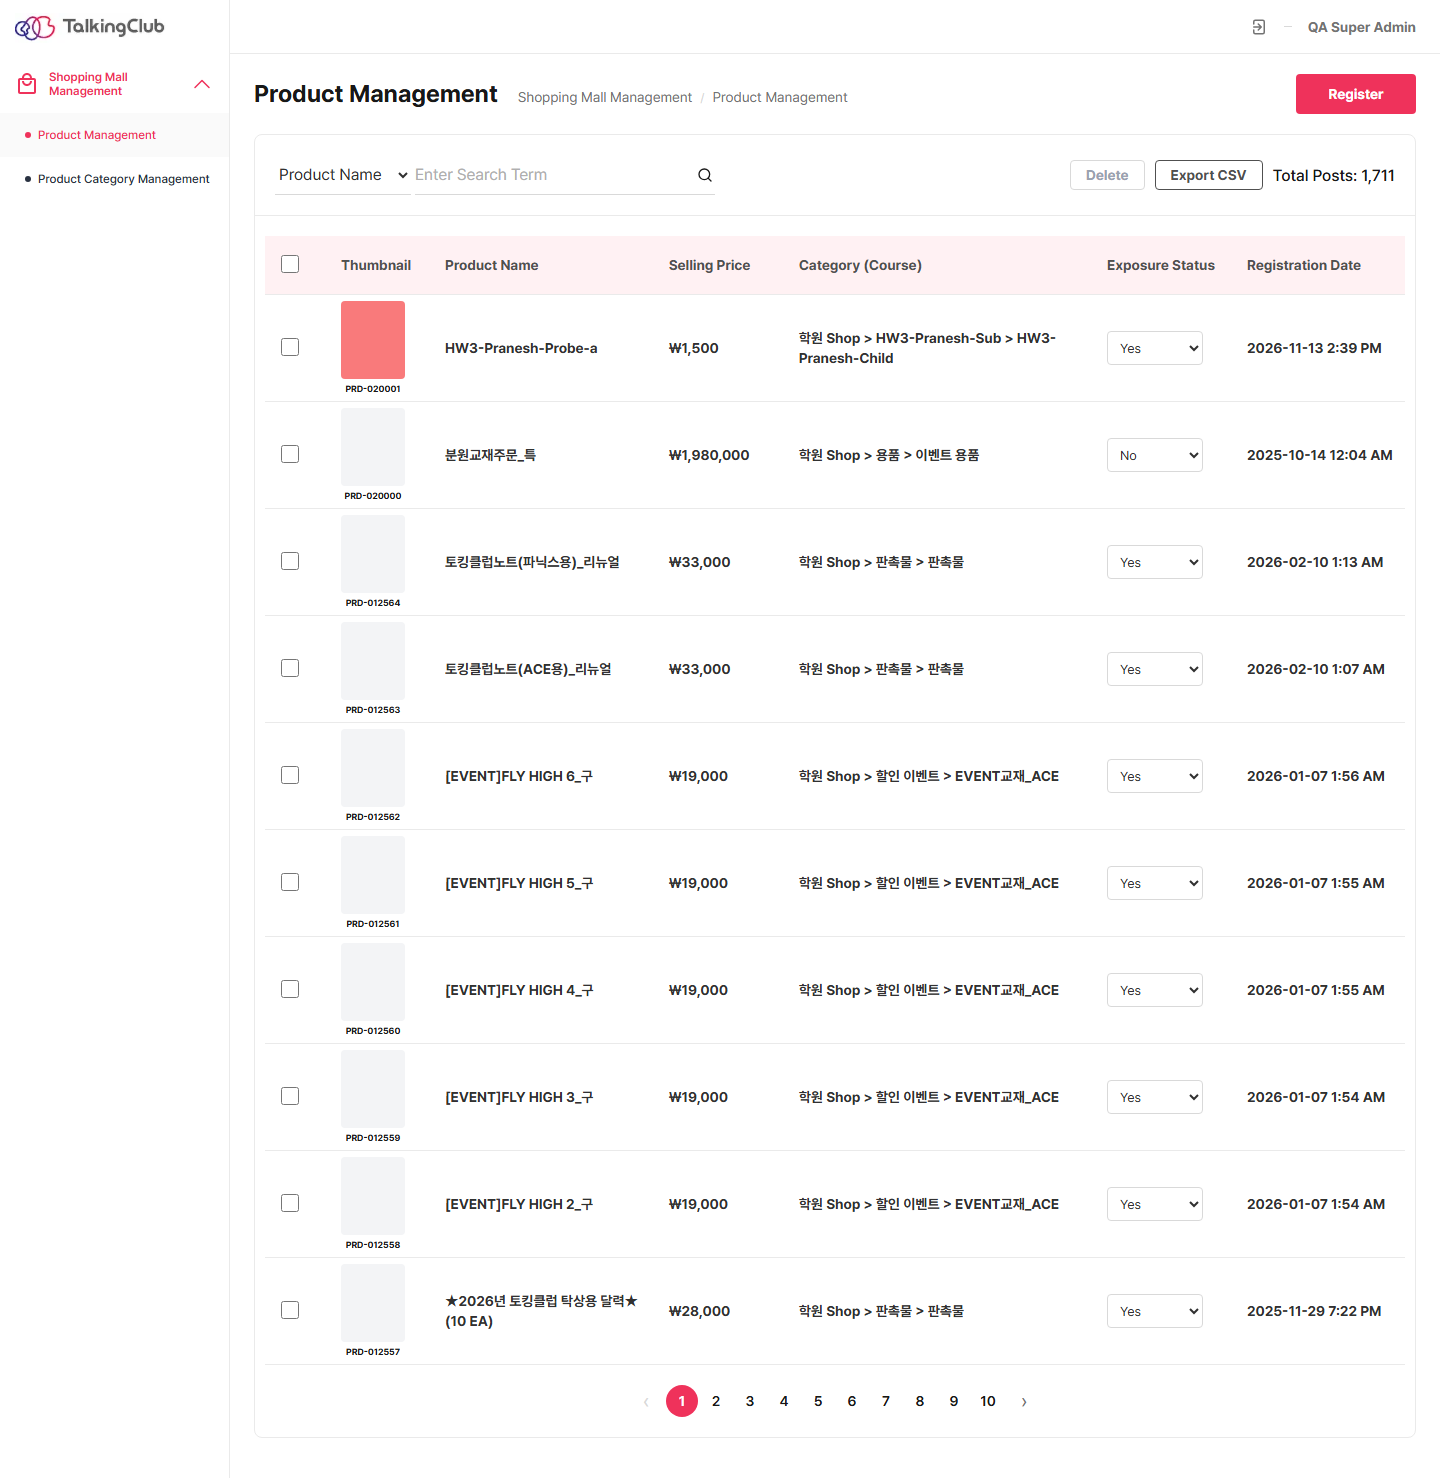 TalkingClub
QA Super Admin
Shopping Mall
Management
Product Management
Product Category Management
Product Management
Shopping Mall Management / Product Management
Register
Product Name
Enter Search Term
Delete
Export CSV
Total Posts: 1,711
Thumbnail Product Name Selling Price Category (Course) Exposure Status Registration Date
HW3-Pranesh-Probe-a ₩1,500 학원 Shop > HW3-Pranesh-Sub > HW3-
Pranesh-Child
Yes 2026-11-13 2:39 PM
PRD-020001
분원교재주문_특 ₩1,980,000 학원 Shop > 용품 > 이벤트 용품 No 2025-10-14 12:04 AM
PRD-020000
토킹클럽노트(파닉스용)_리뉴얼 ₩33,000 학원 Shop > 판촉물 > 판촉물 Yes 2026-02-10 1:13 AM
PRD-012564
토킹클럽노트(ACE용)_리뉴얼 ₩33,000 학원 Shop > 판촉물 > 판촉물 Yes 2026-02-10 1:07 AM
PRD-012563
[EVENT]FLY HIGH 6_구 ₩19,000 학원 Shop > 할인 이벤트 > EVENT교재_ACE Yes 2026-01-07 1:56 AM
PRD-012562
[EVENT]FLY HIGH 5_구 ₩19,000 학원 Shop > 할인 이벤트 > EVENT교재_ACE Yes 2026-01-07 1:55 AM
PRD-012561
[EVENT]FLY HIGH 4_구 ₩19,000 학원 Shop > 할인 이벤트 > EVENT교재_ACE Yes 2026-01-07 1:55 AM
PRD-012560
[EVENT]FLY HIGH 3_구 ₩19,000 학원 Shop > 할인 이벤트 > EVENT교재_ACE Yes 2026-01-07 1:54 AM
PRD-012559
[EVENT]FLY HIGH 2_구 ₩19,000 학원 Shop > 할인 이벤트 > EVENT교재_ACE Yes 2026-01-07 1:54 AM
PRD-012558
★2026년 토킹클럽 탁상용 달력★
(10 EA)
₩28,000 학원 Shop > 판촉물 > 판촉물 Yes 2025-11-29 7:22 PM
PRD-012557
‹ 1 2 3 4 5 6 7 8 9 10 ›